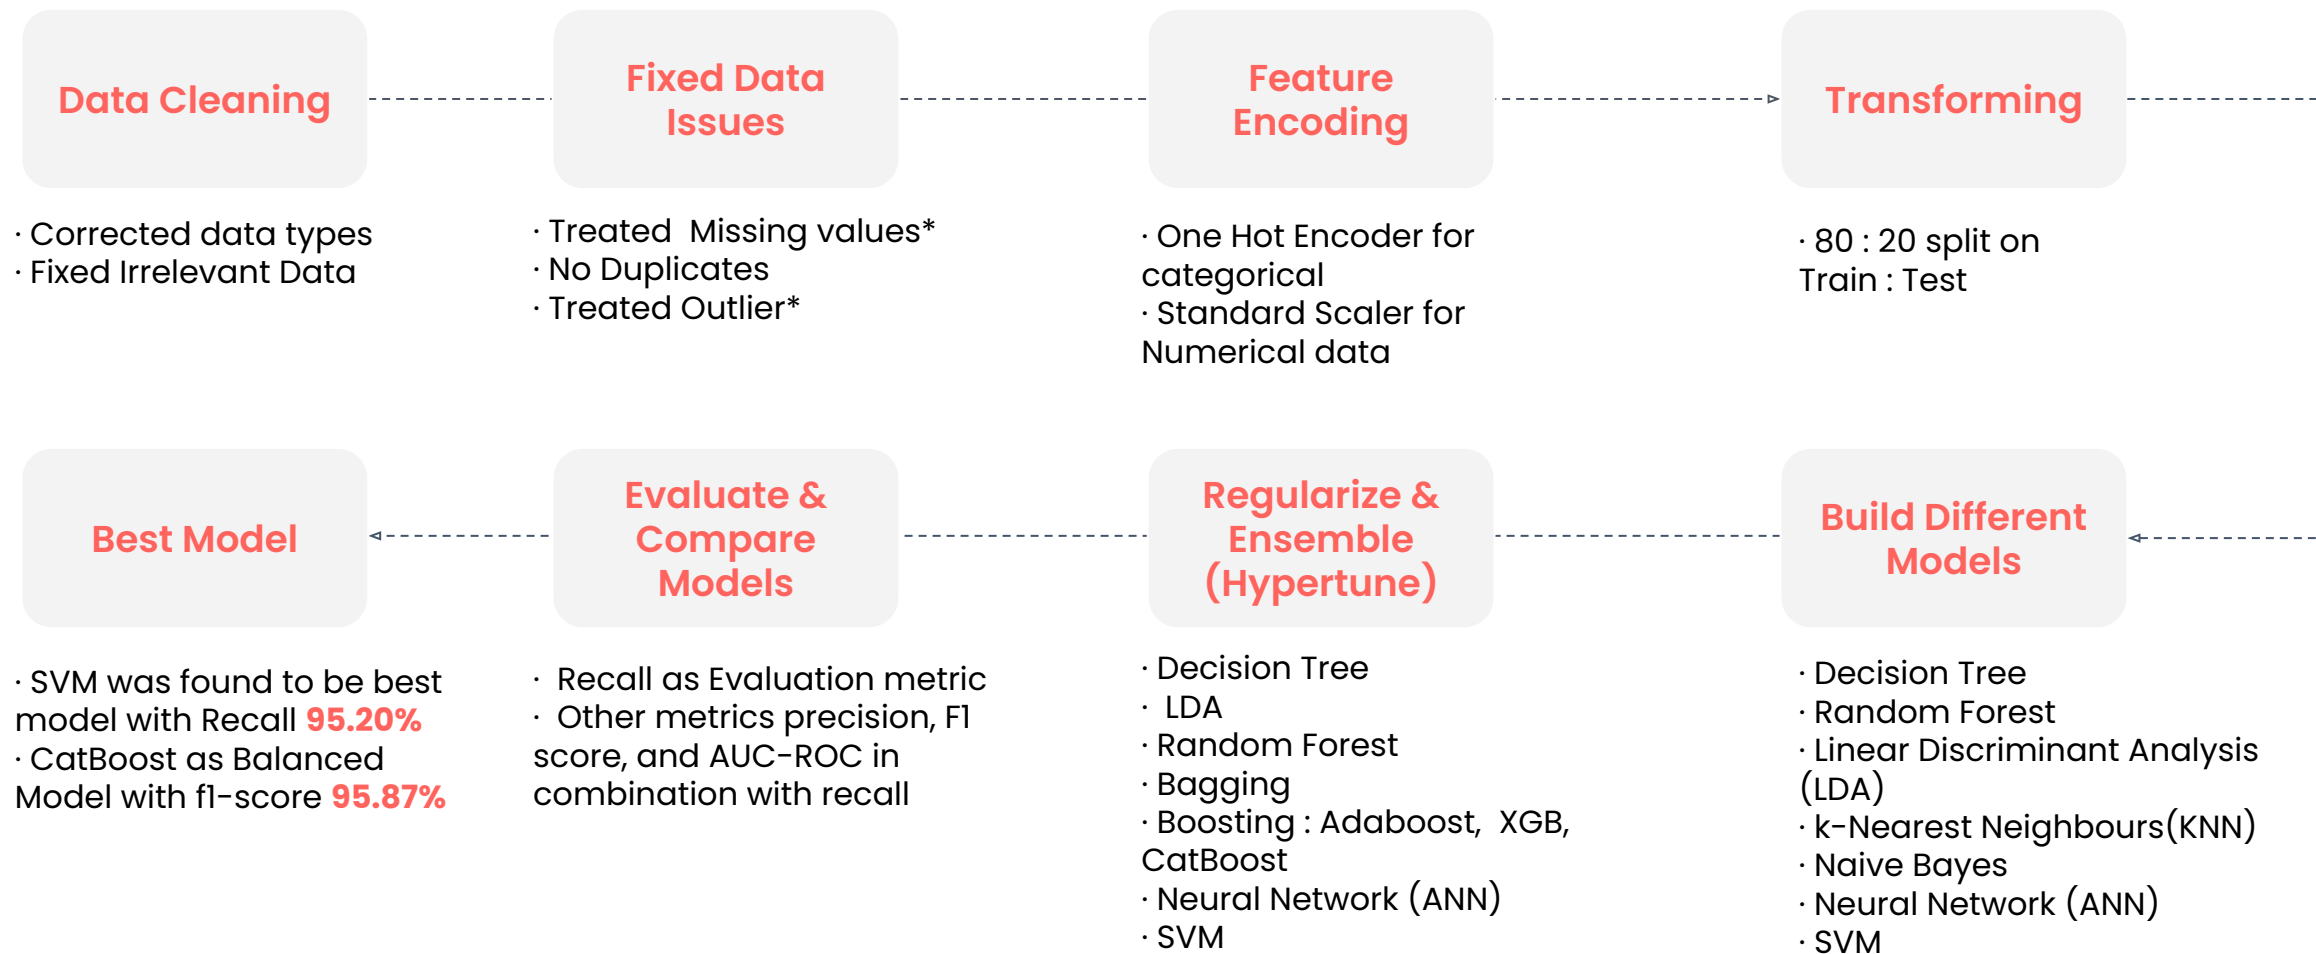 Data Cleaning
· Corrected data types
· Fixed Irrelevant Data
Fixed Data
Issues
· Treated  Missing values*
· No Duplicates
· Treated Outlier*
Feature
Encoding
· One Hot Encoder for
categorical
· Standard Scaler for
Numerical data
Transforming
· 80 : 20 split on
Train : Test
Build Different
Models
· Decision Tree
· Random Forest
· Linear Discriminant Analysis
(LDA)
· k-Nearest Neighbours(KNN)
· Naive Bayes
· Neural Network (ANN)
· SVM
Regularize &
Ensemble
(Hypertune)
· Decision Tree
·  LDA
· Random Forest
· Bagging
· Boosting : Adaboost,  XGB,
CatBoost
· Neural Network (ANN)
· SVM
Evaluate &
Compare
Models
·  Recall as Evaluation metric
·  Other metrics precision, F1
score, and AUC-ROC in
combination with recall
Best Model
· SVM was found to be best
model with Recall 95.20%
· CatBoost as Balanced
Model with f1-score 95.87%